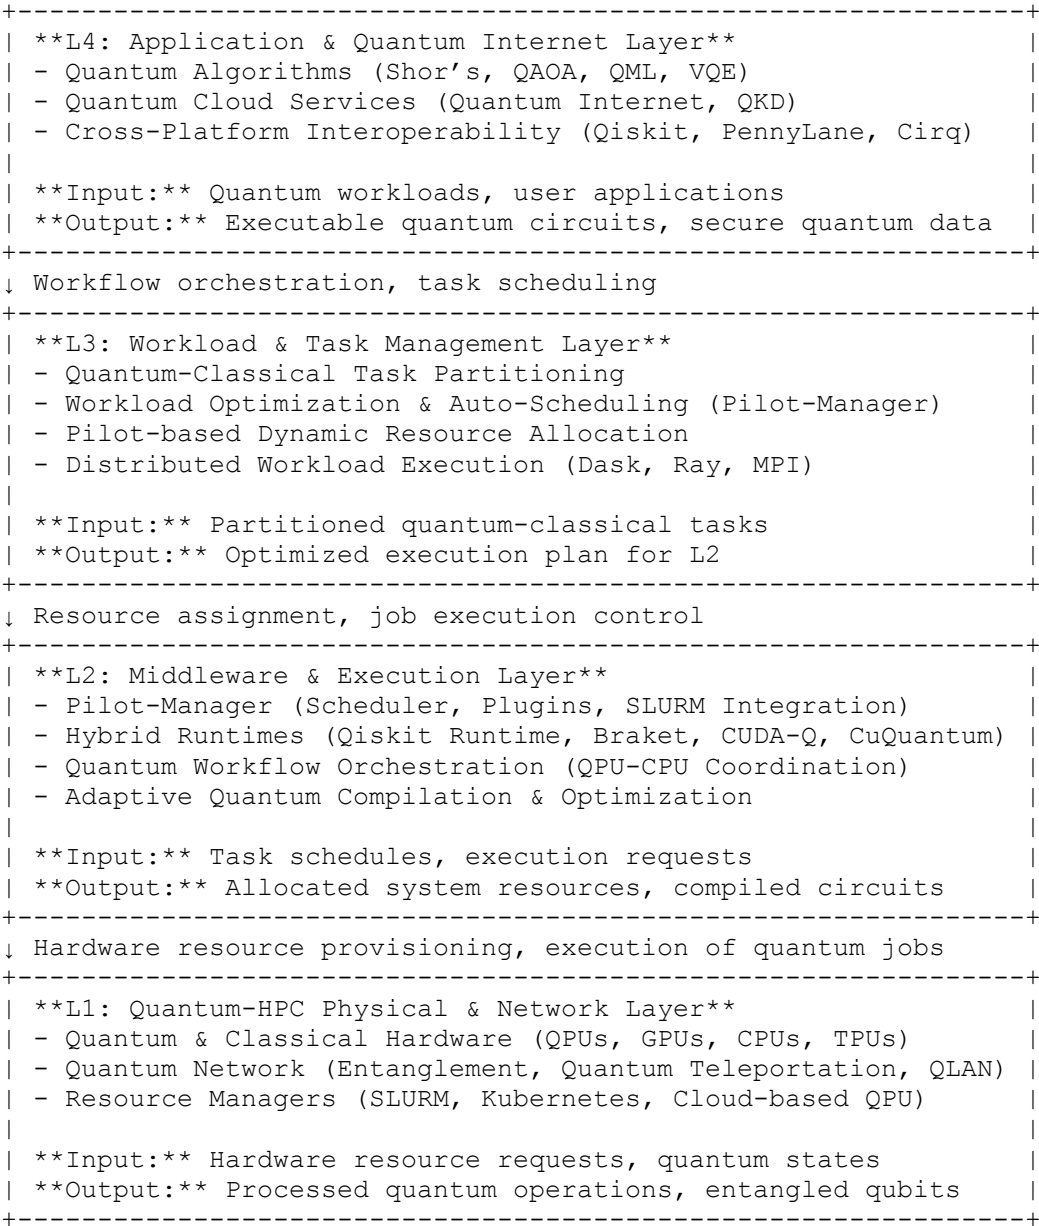 +---------------------------------------------------------------+
| **L4: Application & Quantum Internet Layer** |
| - Quantum Algorithms (Shor’s, QAOA, QML, VQE) |
| - Quantum Cloud Services (Quantum Internet, QKD) |
| - Cross-Platform Interoperability (Qiskit, PennyLane, Cirq) |
| |
| **Input:** Quantum workloads, user applications |
| **Output:** Executable quantum circuits, secure quantum data |
+---------------------------------------------------------------+
↓ Workflow orchestration, task scheduling
+---------------------------------------------------------------+
| **L3: Workload & Task Management Layer** |
| - Quantum-Classical Task Partitioning |
| - Workload Optimization & Auto-Scheduling (Pilot-Manager) |
| - Pilot-based Dynamic Resource Allocation |
| - Distributed Workload Execution (Dask, Ray, MPI) |
| |
| **Input:** Partitioned quantum-classical tasks |
| **Output:** Optimized execution plan for L2 |
+---------------------------------------------------------------+
↓ Resource assignment, job execution control
+---------------------------------------------------------------+
| **L2: Middleware & Execution Layer** |
| - Pilot-Manager (Scheduler, Plugins, SLURM Integration) |
| - Hybrid Runtimes (Qiskit Runtime, Braket, CUDA-Q, CuQuantum) |
| - Quantum Workflow Orchestration (QPU-CPU Coordination) |
| - Adaptive Quantum Compilation & Optimization |
| |
| **Input:** Task schedules, execution requests |
| **Output:** Allocated system resources, compiled circuits |
+---------------------------------------------------------------+
↓ Hardware resource provisioning, execution of quantum jobs
+---------------------------------------------------------------+
| **L1: Quantum-HPC Physical & Network Layer** |
| - Quantum & Classical Hardware (QPUs, GPUs, CPUs, TPUs) |
| - Quantum Network (Entanglement, Quantum Teleportation, QLAN) |
| - Resource Managers (SLURM, Kubernetes, Cloud-based QPU) |
| |
| **Input:** Hardware resource requests, quantum states |
| **Output:** Processed quantum operations, entangled qubits |
+---------------------------------------------------------------+